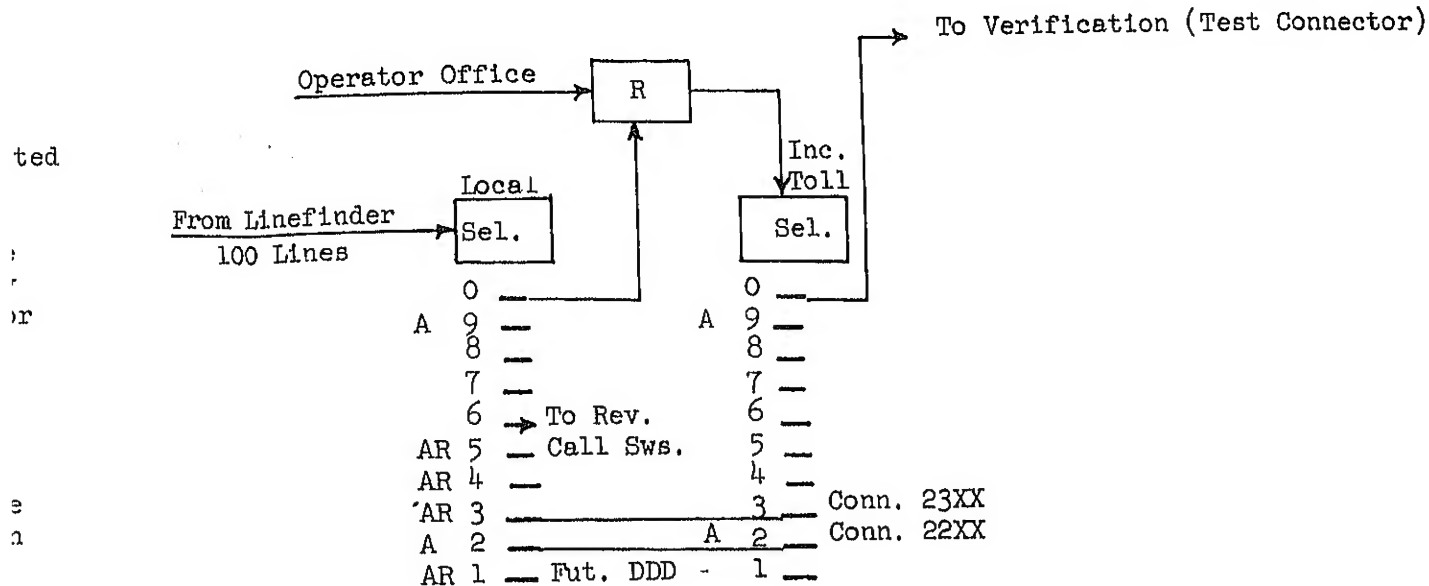 To Verification (Test Connector)
Operator Office
R
ted
Inc.
Toll
Local
From Linefinder
100 Lines
Sel.
Sel.
0
0
A 9
A 9
8
8
7
7
6 To Rev.
6
AR 5 Call Sws.
5
AR 4
4
AR 3
3 Conn. 23XX
A 2
A 2 Conn. 22XX
AR 1 Fut. DDD -
1